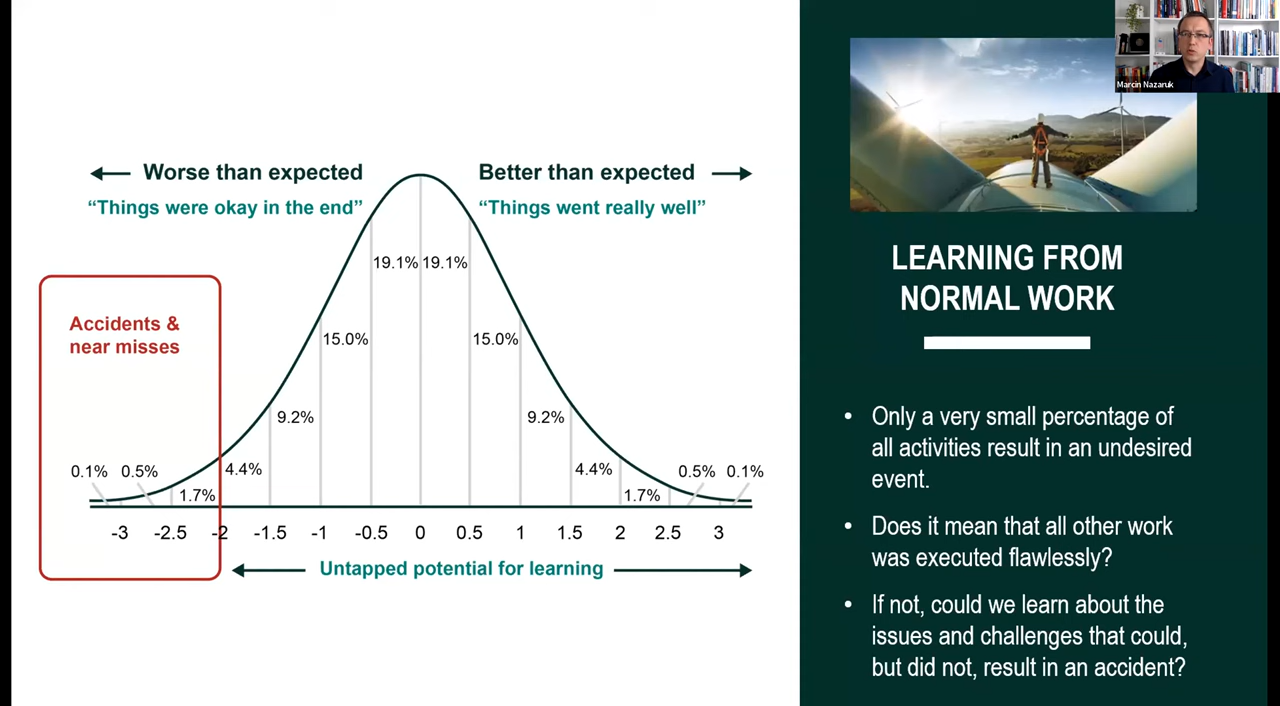 Marcin Nazaruk
Worse than expected
Better than expected
“Things were okay in the end”
“Things went really well”
Accidents &
near misses
19.1%
19.1%
15.0%
15.0%
9.2%
9.2%
4.4%
4.4%
0.1%
0.5%
1.7%
1.7%
0.5%
0.1%
-3 -2.5 -2 -1.5 -1 -0.5 0 0.5 1 1.5 2 2.5 3
Untapped potential for learning
LEARNING FROM
NORMAL WORK
• Only a very small percentage of
all activities result in an undesired
event.
• Does it mean that all other work
was executed flawlessly?
• If not, could we learn about the
issues and challenges that could,
but did not, result in an accident?